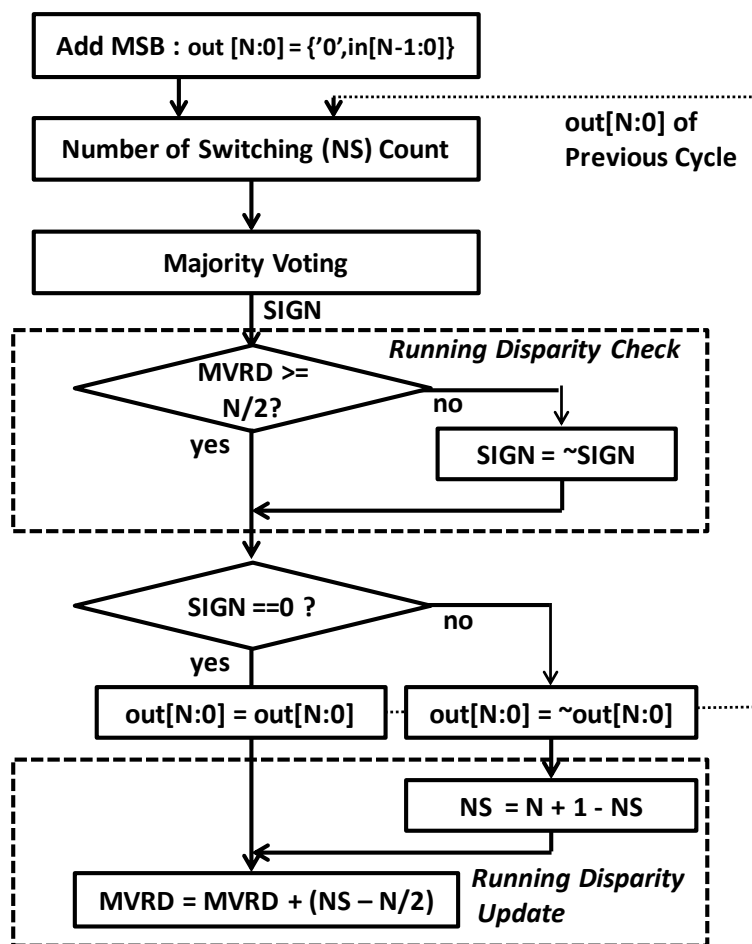 Add MSB : out [N:0] = {'0',in[N-1:0]}
out[N:0] of
Previous Cycle
Number of Switching (NS) Count
Majority Voting
SIGN
Running Disparity Check
MVRD >=
N/2?
no
yes
SIGN = ~SIGN
SIGN ==0 ?
no
yes
out[N:0] = out[N:0]
out[N:0] = ~out[N:0]
NS = N + 1 - NS
MVRD = MVRD + (NS – N/2)
Running Disparity
Update